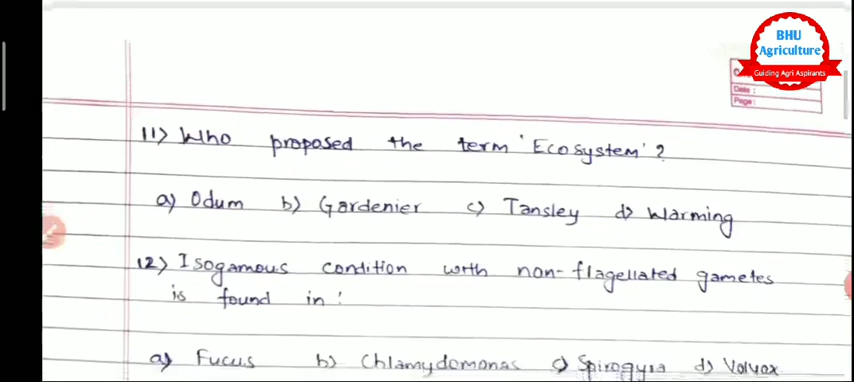 BHU
Agriculture
Guiding Agri Aspirants
Date :
Page :
11) Who proposed the term 'Ecosystem'?
a) Odum b) Gardenier c) Tansley d) Warming
12) Isogamous condition with non-flagellated gametes
is found in :
a) Fucus b) Chlamydomonas c) Spirogyra d) Volvox